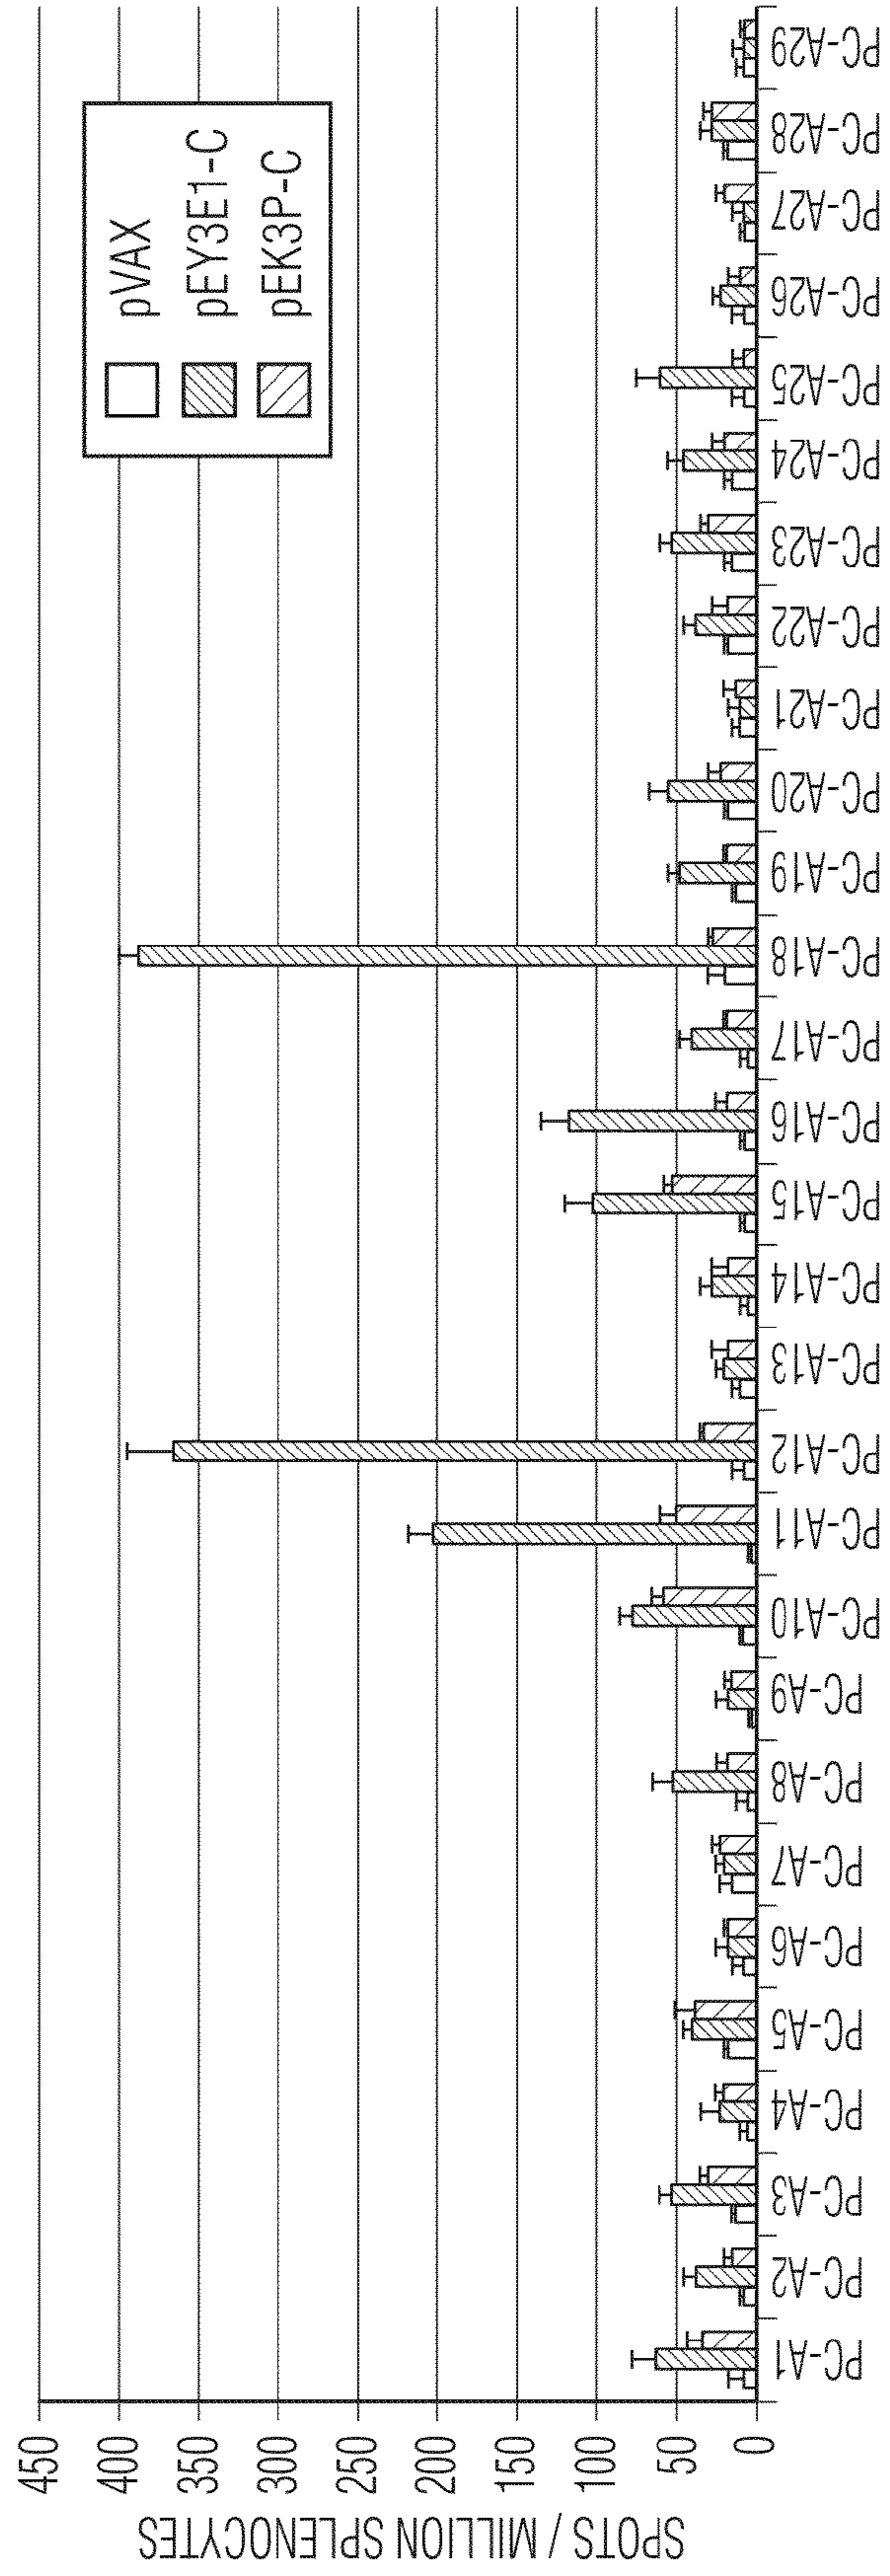 SPOTS / MILLION SPLENOCYTES
450
400
350
300
250
200
150
100
50
0
pVAX
pEY3E1-C
pEK3P-C
PC-A1
PC-A2
PC-A3
PC-A4
PC-A5
PC-A6
PC-A7
PC-A8
PC-A9
PC-A10
PC-A11
PC-A12
PC-A13
PC-A14
PC-A15
PC-A16
PC-A17
PC-A18
PC-A19
PC-A20
PC-A21
PC-A22
PC-A23
PC-A24
PC-A25
PC-A26
PC-A27
PC-A28
PC-A29